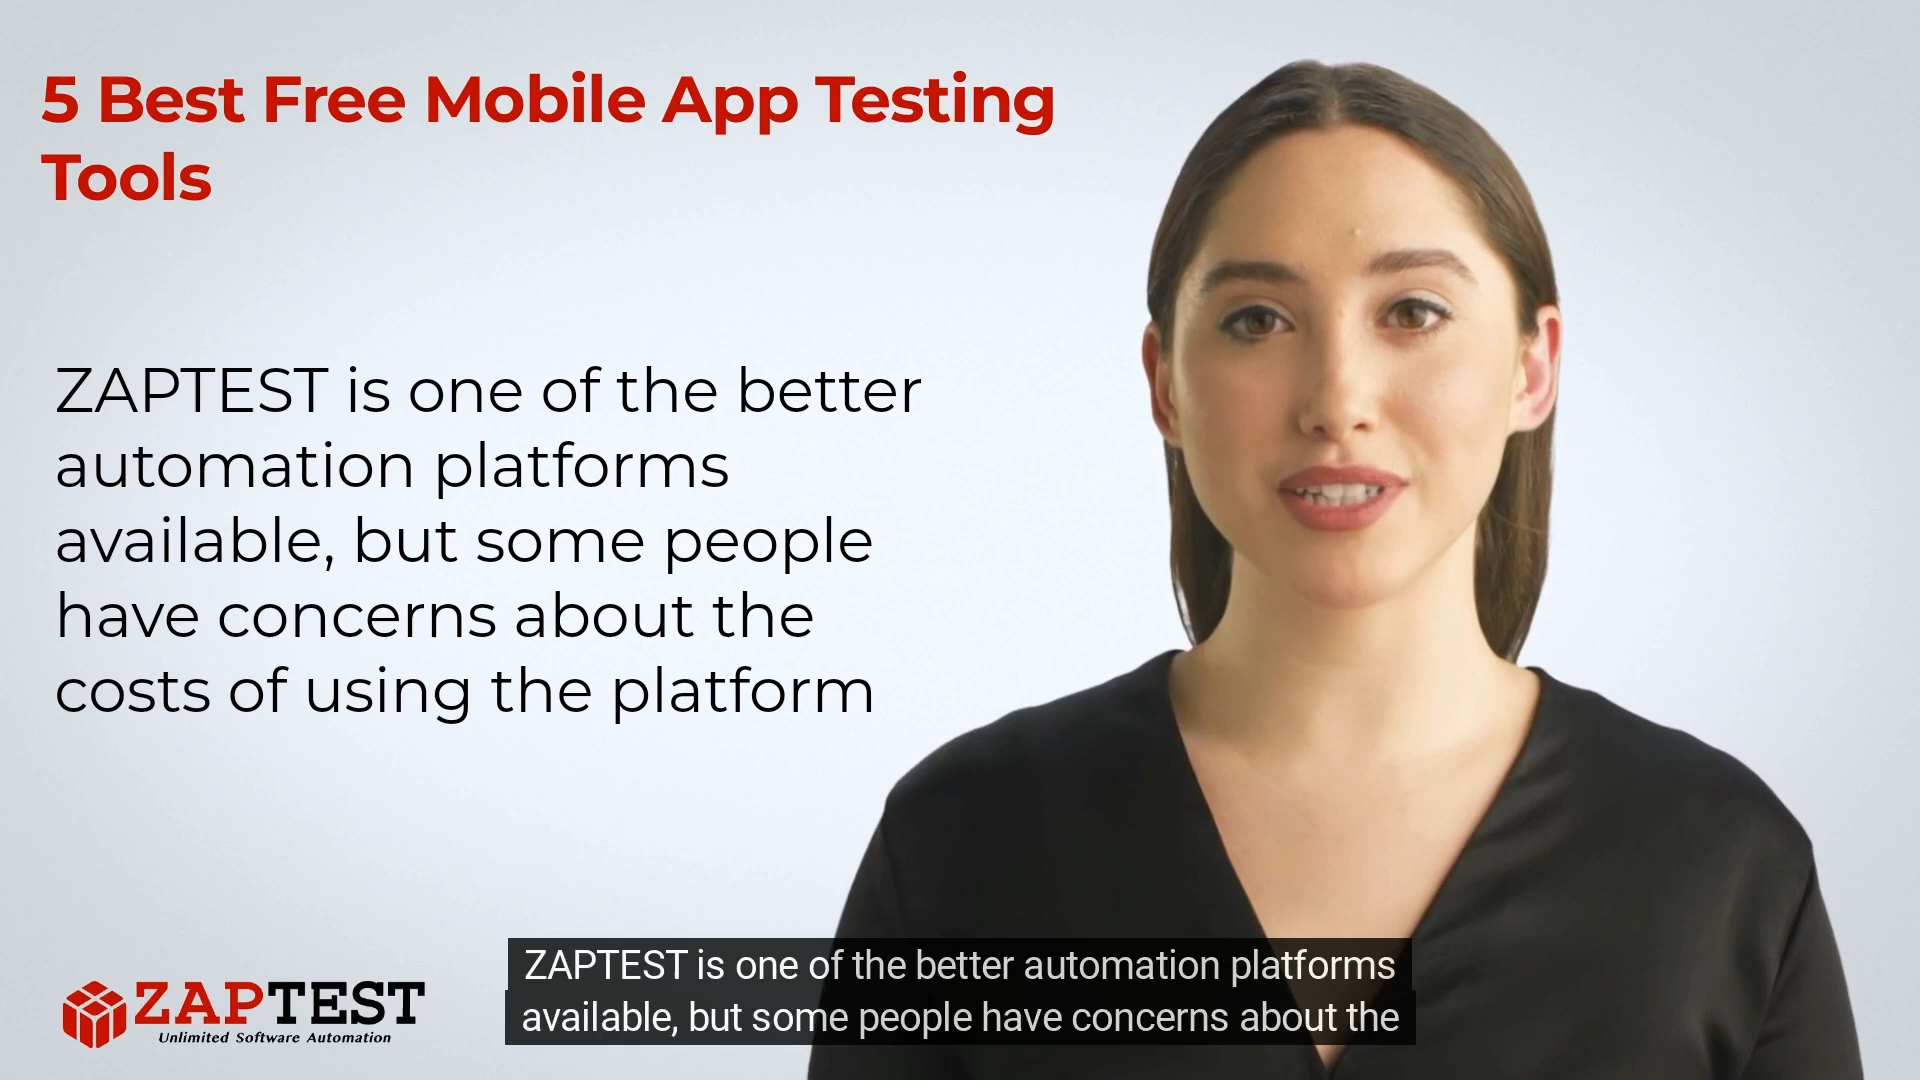 5 Best Free Mobile App Testing
Tools
ZAPTEST is one of the better
automation platforms
available, but some people
have concerns about the
costs of using the platform
ZAPTEST
Unlimited Software Automation
ZAPTEST is one of the better automation platforms
available, but some people have concerns about the